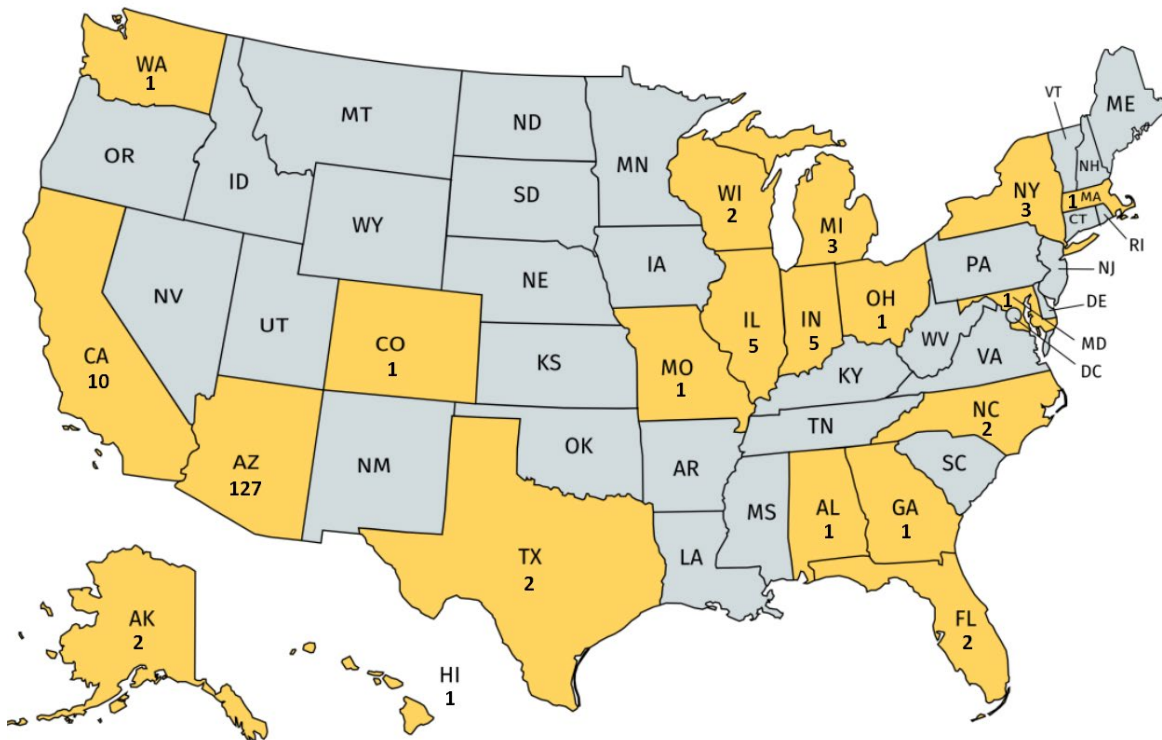 WA
1
MT
ND
MN
VT
ME
OR
ID
SD
WI
2
MI
3
NY
3
NH
1 MA
CT
RI
WY
IA
PA
NJ
NE
NV
UT
CO
1
IL
5
IN
5
OH
1
1
DE
MD
DC
WV
VA
CA
10
KS
MO
1
KY
NC
2
TN
AZ
127
NM
OK
AR
SC
MS
AL
1
GA
1
TX
2
LA
FL
2
AK
2
HI
1